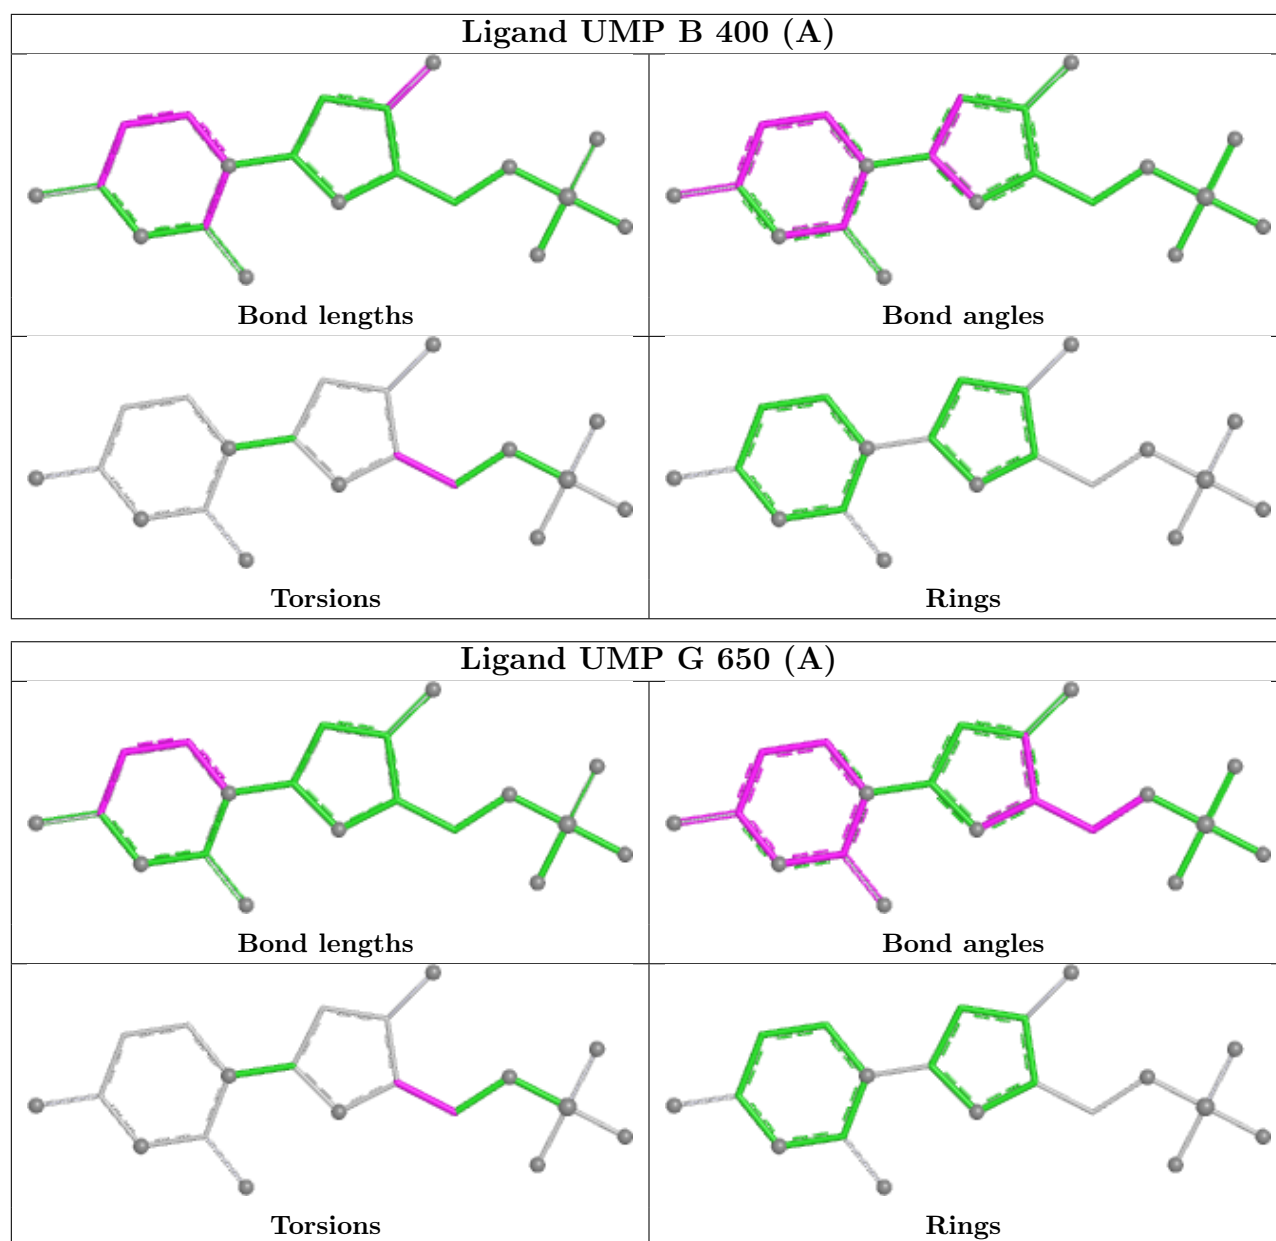 Ligand UMP B 400 (A)
Bond lengths
Bond angles
Torsions
Rings
Ligand UMP G 650 (A)
Bond lengths
Bond angles
Torsions
Rings